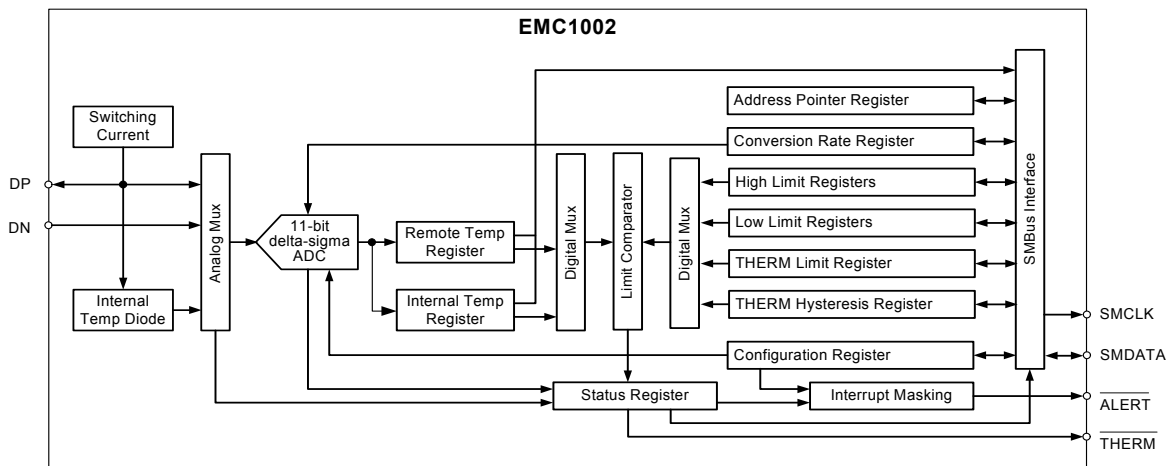 EMC1002
Switching
Current
DP
DN
Internal
Temp Diode
Analog Mux
11-bit
delta-sigma
ADC
Remote Temp
Register
Internal Temp
Register
Digital Mux
Limit Comparator
Digital Mux
Address Pointer Register
Conversion Rate Register
High Limit Registers
Low Limit Registers
THERM Limit Register
THERM Hysteresis Register
Configuration Register
Status Register
Interrupt Masking
SMBus Interface
SMCLK
SMDATA
ALERT
THERM